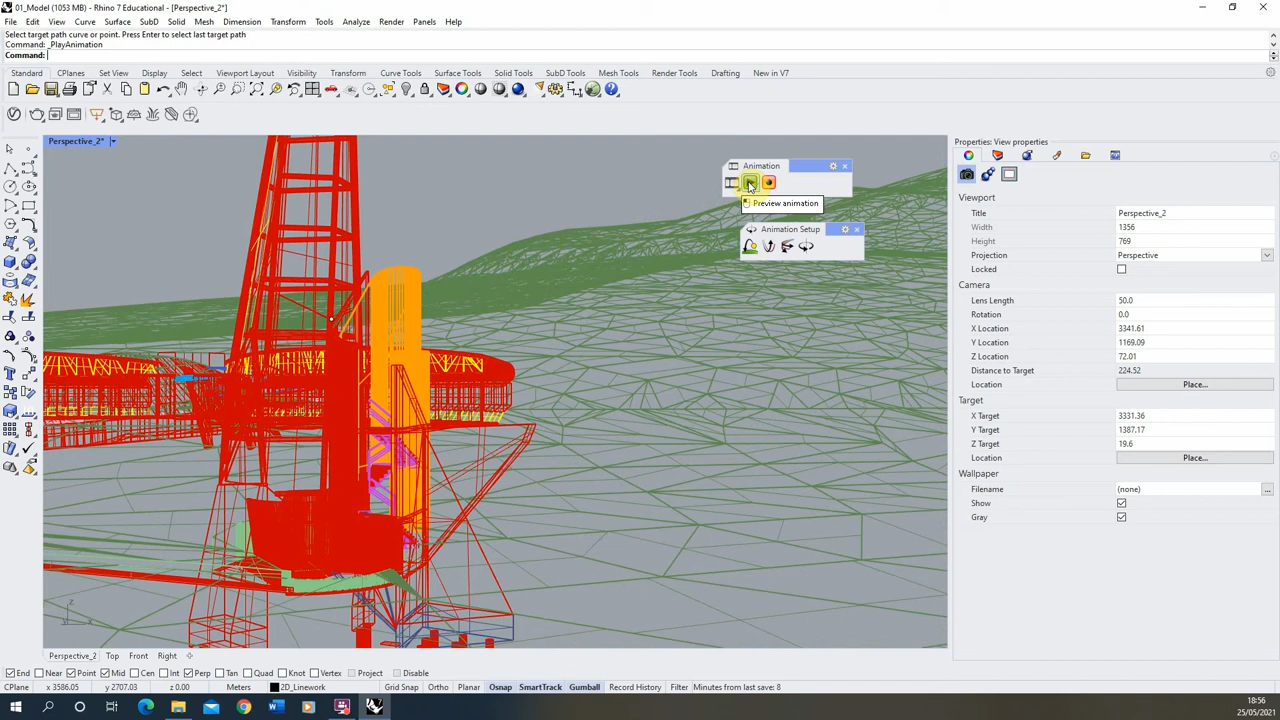 01_Model (1053 MB) - Rhino 7 Educational - [Perspective_2*]
File Edit View Curve Surface SubD Solid Mesh Dimension Transform Tools Analyze Render Panels Help
Select target path curve or point. Press Enter to select last target path
Command: _PlayAnimation
Command:
Standard CPlanes Set View Display Select Viewport Layout Visibility Transform Curve Tools Surface Tools Solid Tools SubD Tools Mesh Tools Render Tools Drafting New in V7
Perspective_2*
Animation
Preview animation
Animation Setup
z
x
Properties: View properties
Viewport
Title Perspective_2
Width 1356
Height 769
Projection Perspective
Locked
Camera
Lens Length 50.0
Rotation 0.0
X Location 3341.61
Y Location 1169.09
Z Location 72.01
Distance to Target 224.52
Location Place...
Target
X Target 3331.36
Y Target 1387.17
Z Target 19.6
Location Place...
Wallpaper
Filename (none) ...
Show
Gray
Perspective_2 Top Front Right
End Near Point Mid Cen Int Perp Tan Quad Knot Vertex Project Disable
CPlane x 3586.05 y 2707.03 z 0.00 Meters 2D_Linework Grid Snap Ortho Planar Osnap SmartTrack Gumball Record History Filter Minutes from last save: 8
18:56
25/05/2021